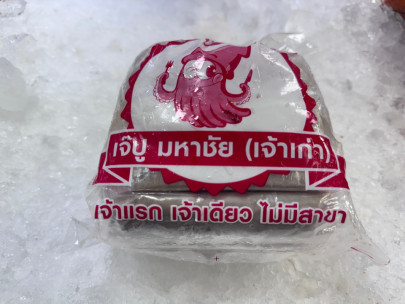 เจ๊ปู มหาชัย (เจ้าเก่า)
เจ้าแรก เจ้าเดียว ไม่มีสาขา